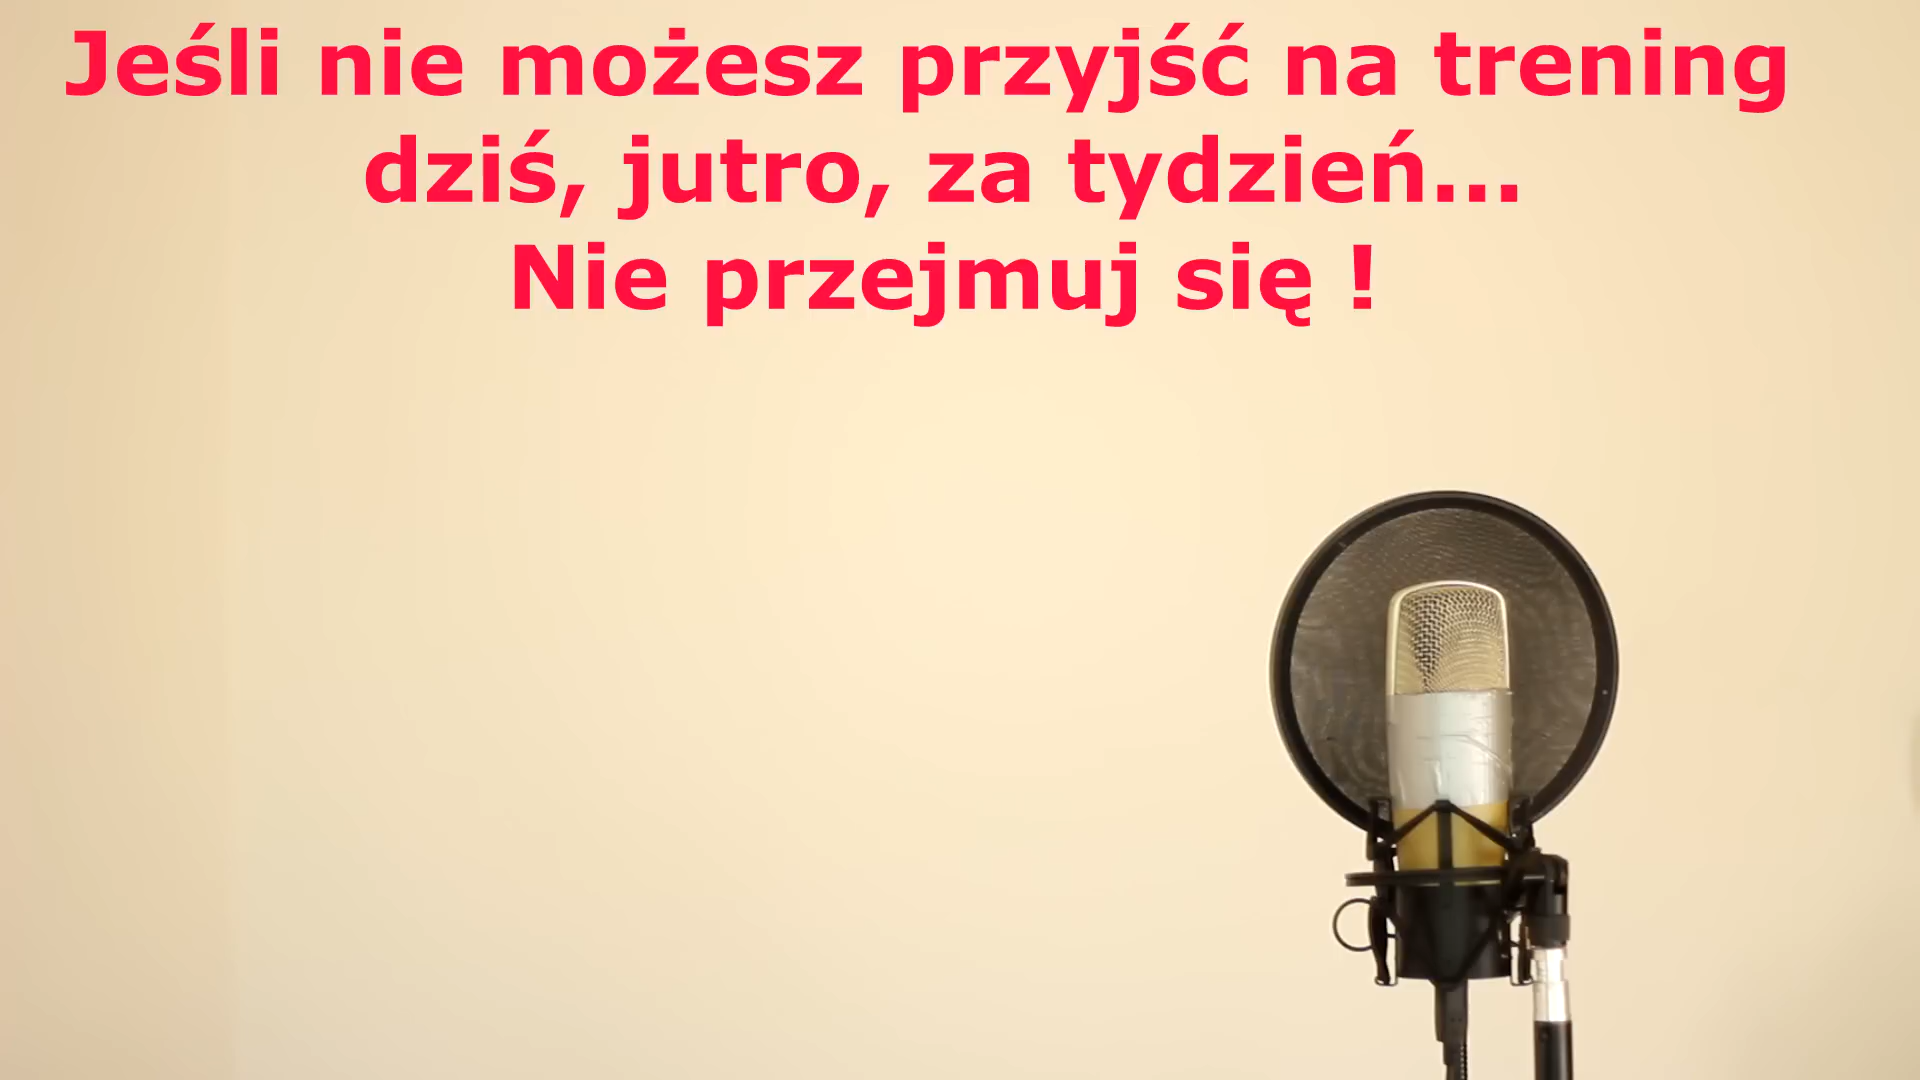 Jeśli nie możesz przyjść na trening
dziś, jutro, za tydzień...
Nie przejmuj się !